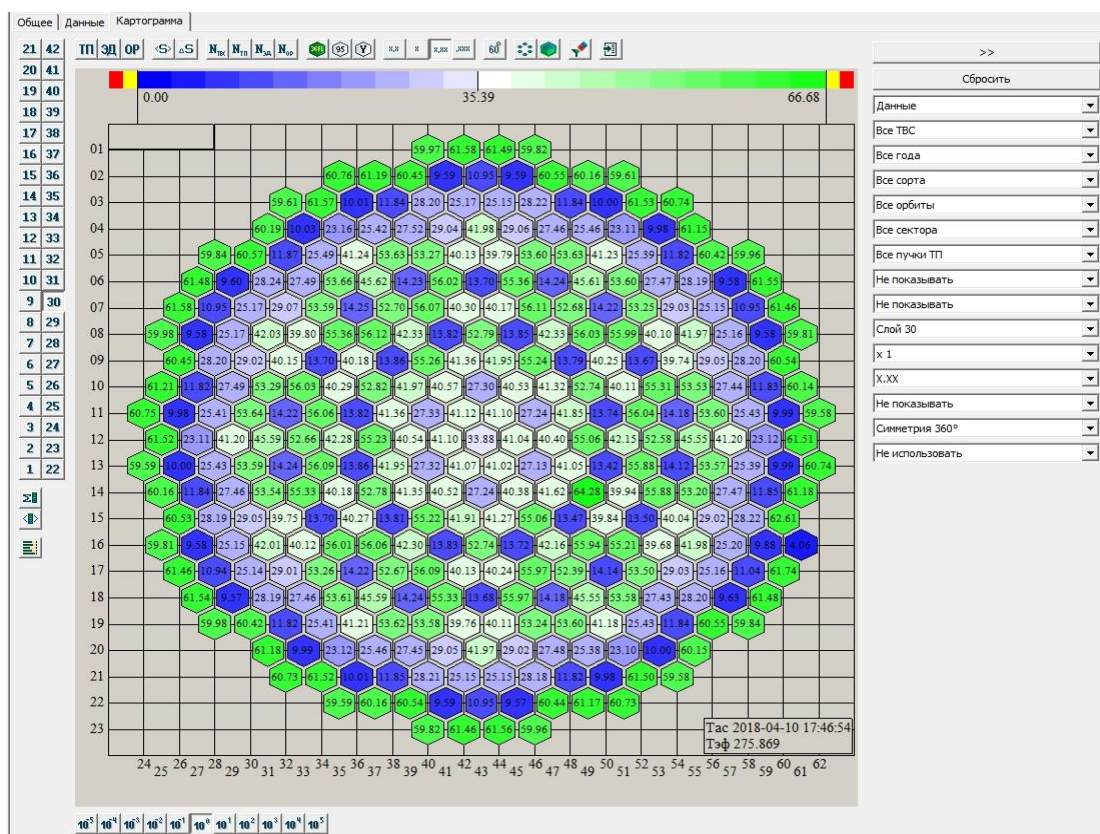 Общее Данные Картограмма
21 42 ТП ЭД ОР <S> ΔS Nтвс Nтп Nэд Nор 95 x,x x x,xx ,xxx 60° >>
20 41 Сбросить
19 40 0.00 35.39 66.68 Данные
18 39
17 38 01 59.97 61.58 61.49 59.82 Все ТВС
16 37
15 36 02 60.76 61.19 60.45 9.59 10.95 9.59 60.55 60.16 59.61 Все года
14 35 03 59.61 61.57 10.01 11.84 28.20 25.17 25.15 28.22 11.84 10.00 61.53 60.74 Все сорта
13 34 04 60.19 10.03 23.16 25.42 27.52 29.04 41.98 29.06 27.46 25.46 23.11 9.98 61.15 Все орбиты
12 33 Все сектора
11 32 05 59.84 60.57 11.87 25.49 41.24 53.63 53.27 40.13 39.79 53.60 53.63 41.23 25.39 11.82 60.42 59.96 Все пучки ТП
10 31 06 61.48 9.60 28.24 27.49 53.66 45.62 14.23 56.02 13.70 55.36 14.24 45.61 53.60 27.47 28.19 9.58 61.55 Не показывать
9 30 07 61.58 10.95 25.17 29.07 53.59 14.25 52.70 56.07 40.30 40.17 56.11 52.68 14.22 53.25 29.03 25.15 10.95 61.46 Не показывать
8 29 08 59.98 9.58 25.17 42.03 39.80 55.36 56.12 42.33 13.82 52.79 13.85 42.33 56.03 55.99 40.10 41.97 25.16 9.58 59.81 Слой 30
7 28
6 27 09 60.45 28.20 29.02 40.15 13.70 40.18 13.86 55.26 41.36 41.95 55.24 13.79 40.25 13.67 39.74 29.05 28.20 60.54 x 1
5 26 10 61.21 11.82 27.49 53.29 56.03 40.29 52.82 41.97 40.57 27.30 40.53 41.32 52.74 40.11 55.31 53.53 27.44 11.83 60.14 X.XX
4 25 11 60.75 9.98 25.41 53.64 14.22 56.06 13.82 41.36 27.33 41.12 41.10 27.24 41.85 13.74 56.04 14.18 53.60 25.43 9.99 59.58 Не показывать
3 24 12 61.52 23.11 41.20 45.59 52.66 42.28 55.23 40.54 41.10 33.88 41.04 40.40 55.06 42.15 52.58 45.55 41.20 23.12 61.51 Симметрия 360°
2 23
1 22 13 59.59 10.00 25.43 53.59 14.24 56.09 13.86 41.95 27.32 41.07 41.02 27.13 41.05 13.42 55.88 14.12 53.57 25.39 9.99 60.74 Не использовать
14 60.16 11.84 27.46 53.54 55.33 40.18 52.78 41.35 40.52 27.24 40.38 41.62 64.28 39.94 55.88 53.20 27.47 11.85 61.18
15 60.53 28.19 29.05 39.75 13.70 40.27 13.81 55.22 41.91 41.27 55.06 13.47 39.84 13.50 40.04 29.02 28.22 62.61
16 59.81 9.58 25.15 42.01 40.12 56.01 56.06 42.30 13.83 52.74 13.72 42.16 55.94 55.21 39.68 41.98 25.20 9.88 4.06
17 61.46 10.94 25.14 29.01 53.26 14.22 52.67 56.09 40.13 40.24 55.97 52.39 14.14 53.50 29.03 25.16 11.04 61.74
18 61.54 9.57 28.19 27.46 53.61 45.59 14.24 55.33 13.68 55.97 14.18 45.55 53.58 27.43 28.20 9.63 61.48
19 59.98 60.42 11.82 25.41 41.21 53.62 53.58 39.76 40.11 53.24 53.60 41.18 25.43 11.84 60.55 59.84
20 61.18 9.99 23.12 25.46 27.45 29.05 41.97 29.02 27.48 25.38 23.10 10.00 60.15
21 60.73 61.52 10.01 11.85 28.21 25.15 25.15 28.18 11.82 9.98 61.50 59.58
22 59.59 60.16 60.54 9.59 10.95 9.57 60.44 61.17 60.73
23 59.82 61.46 61.56 59.96
Tас 2018-04-10 17:46:54
Tэф 275.869
24 26 28 30 32 34 36 38 40 42 44 46 48 50 52 54 56 58 60 62
25 27 29 31 33 35 37 39 41 43 45 47 49 51 53 55 57 59 61
10⁻⁵ 10⁻⁴ 10⁻³ 10⁻² 10⁻¹ 10⁰ 10¹ 10² 10³ 10⁴ 10⁵